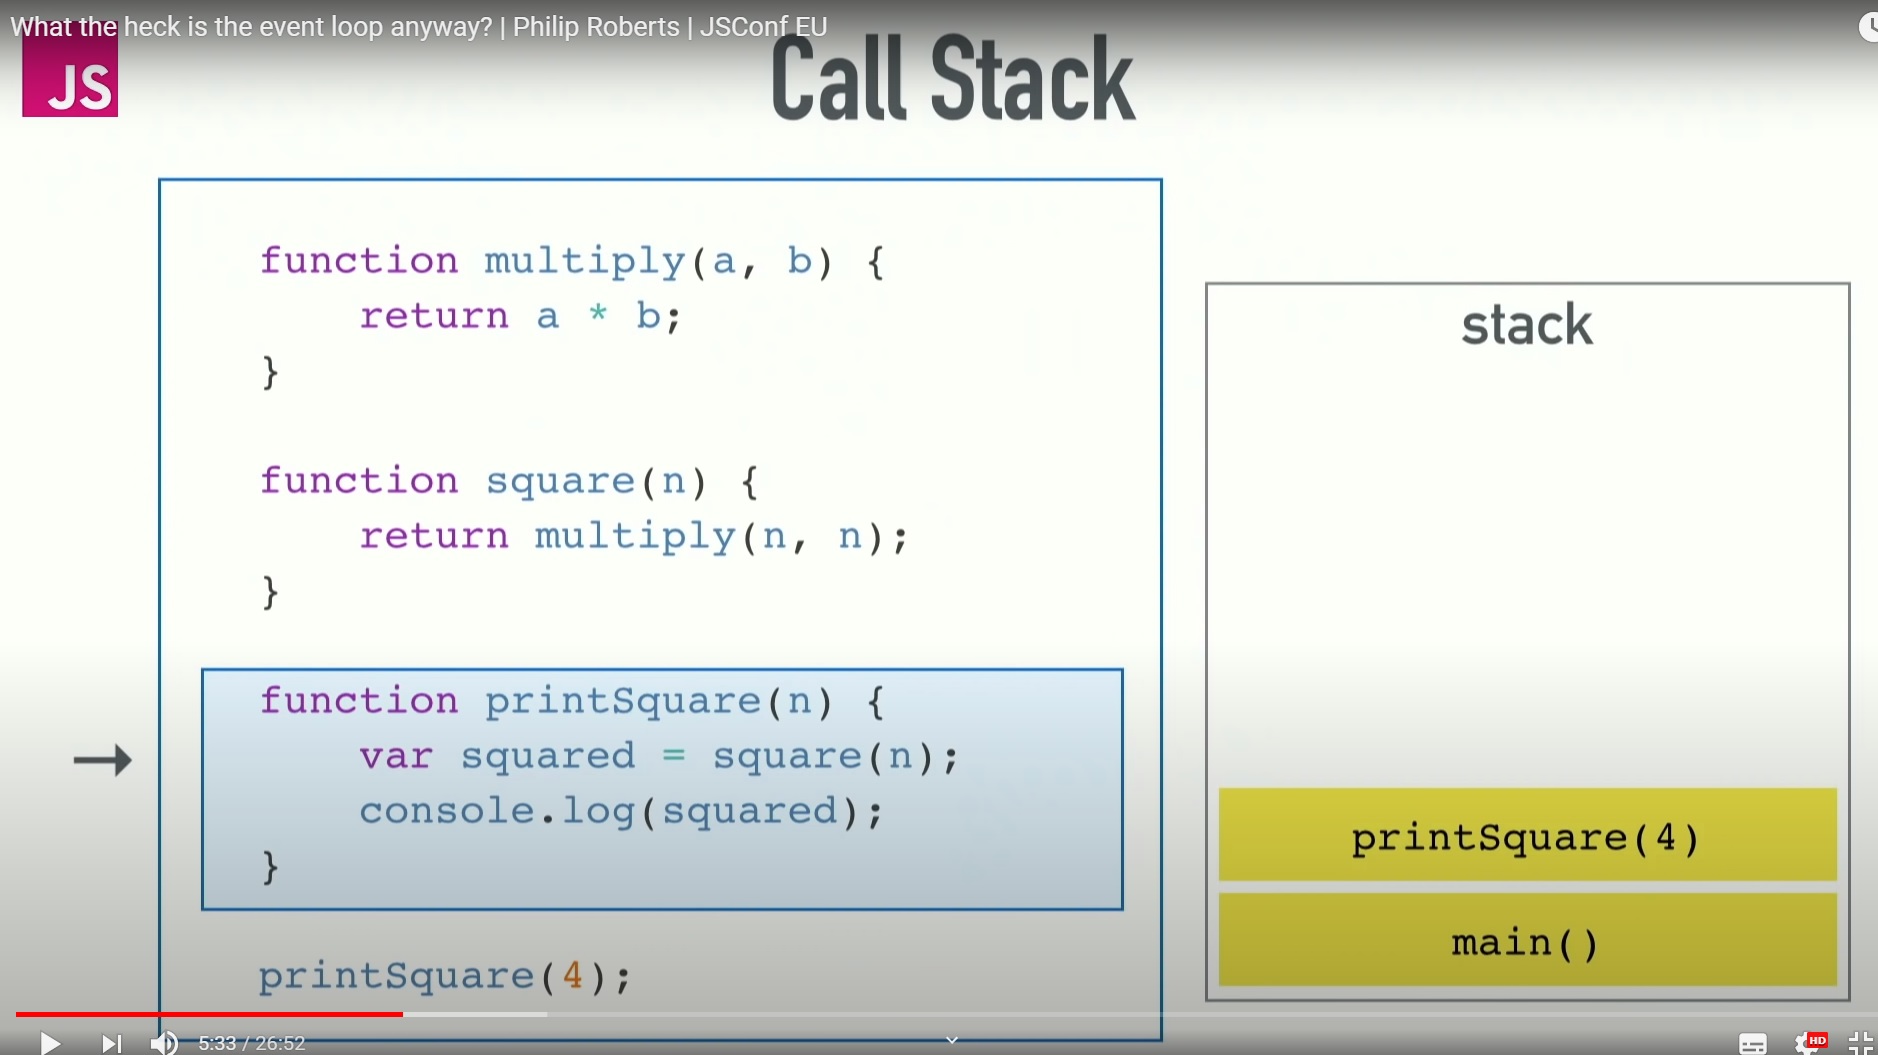 What the heck is the event loop anyway? | Philip Roberts | JSConf EU
JS
Call Stack
function multiply(a, b) {
    return a * b;
}
function square(n) {
    return multiply(n, n);
}
function printSquare(n) {
    var squared = square(n);
    console.log(squared);
}
printSquare(4);
stack
printSquare(4)
main()
5:33 / 26:52
HD